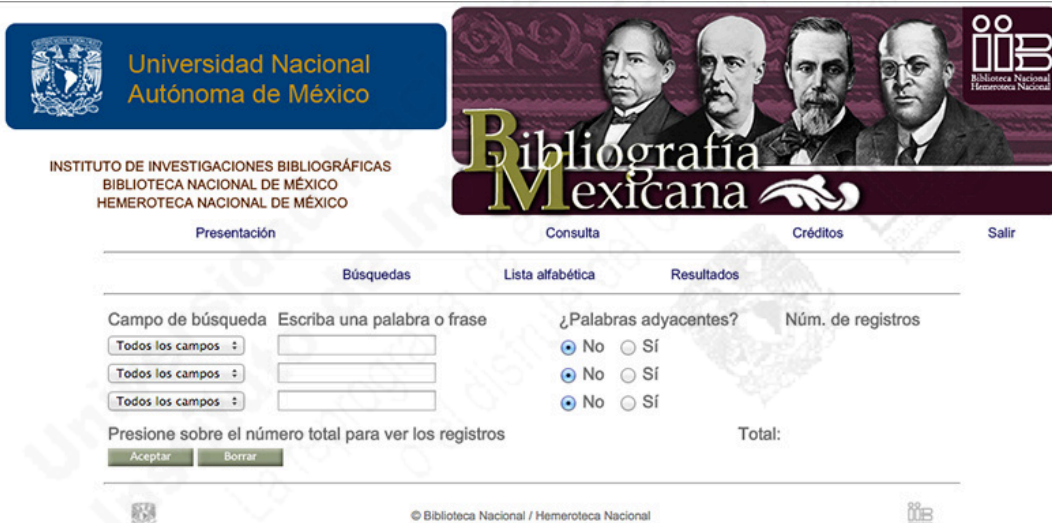 Universidad Nacional
Autónoma de México
Bibliografía
Mexicana
iiB
Biblioteca Nacional
Hemeroteca Nacional
INSTITUTO DE INVESTIGACIONES BIBLIOGRÁFICAS
BIBLIOTECA NACIONAL DE MÉXICO
HEMEROTECA NACIONAL DE MÉXICO
Presentación Consulta Créditos Salir
Búsquedas Lista alfabética Resultados
Campo de búsqueda Escriba una palabra o frase ¿Palabras adyacentes? Núm. de registros
Todos los campos No Sí
Todos los campos No Sí
Todos los campos No Sí
Presione sobre el número total para ver los registros Total:
Aceptar Borrar
© Biblioteca Nacional / Hemeroteca Nacional
iiB